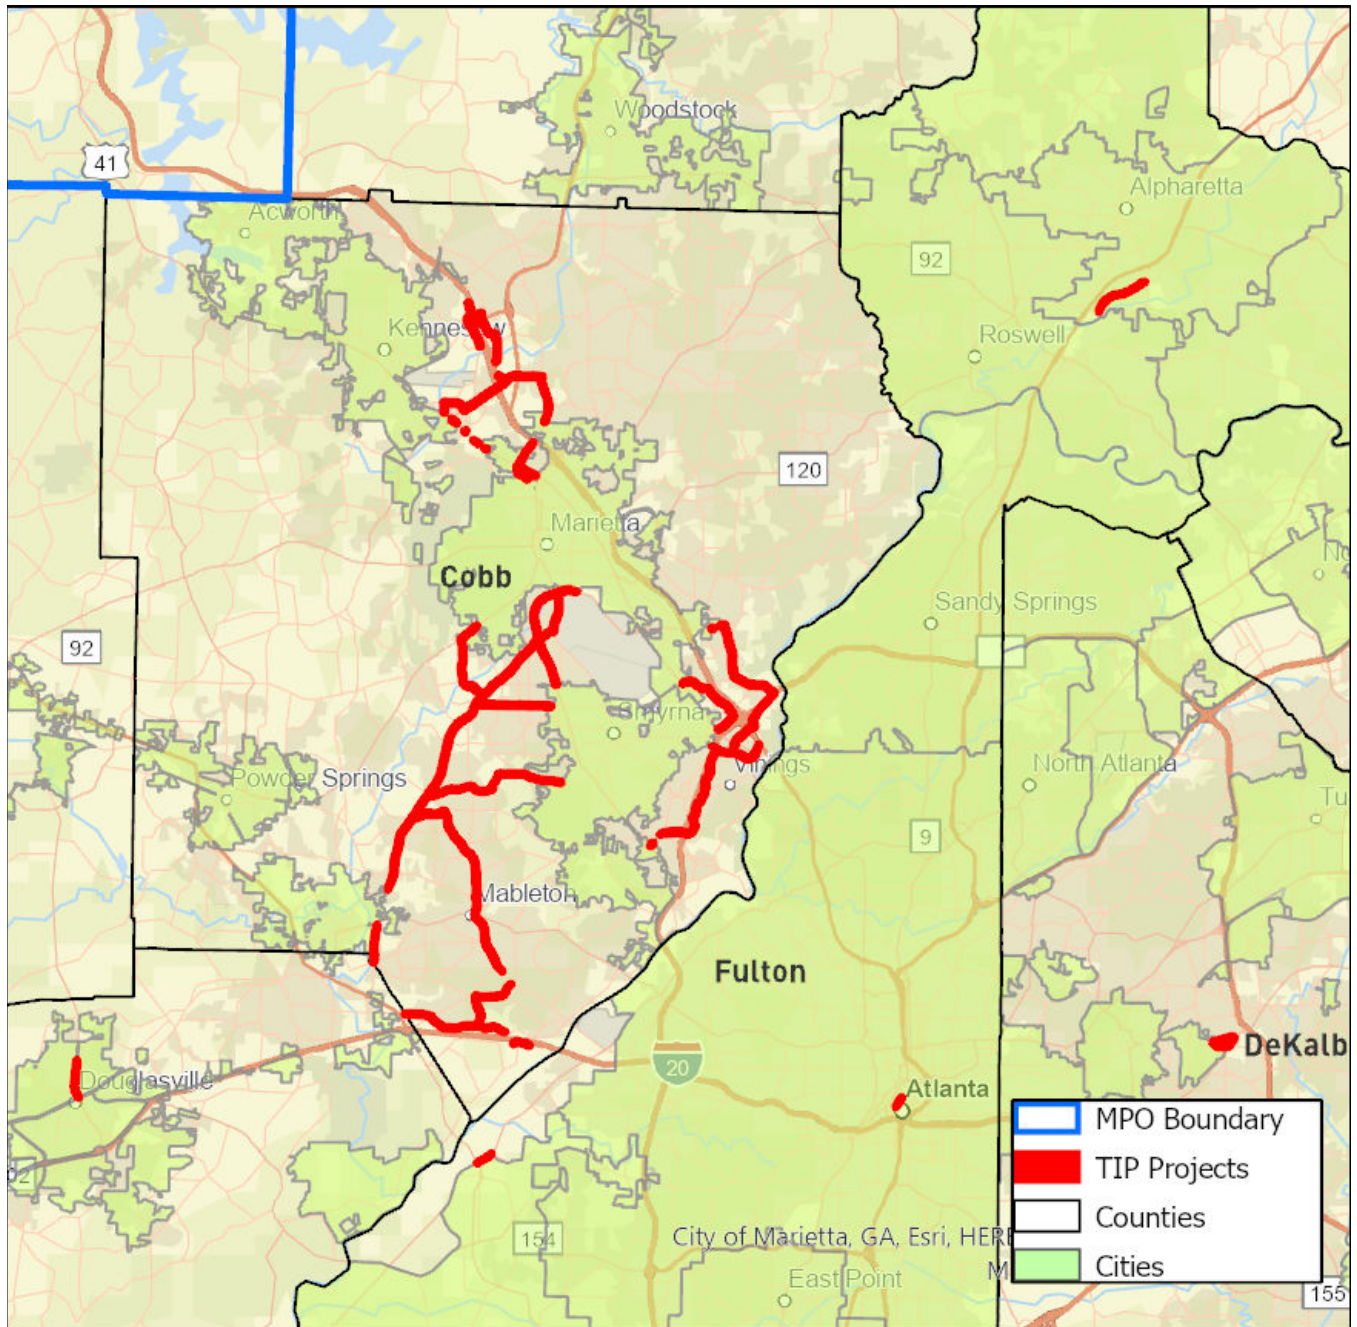 Woodstock
41
Alpharetta
Acworth
92
Kennesaw
Roswell
120
Marietta
Cobb
Sandy Springs
92
Smyrna
Powder Springs
Vinings
North Atlanta
Tu
9
Mableton
Fulton
20
DeKalb
Douglasville
Atlanta
MPO Boundary
TIP Projects
Counties
Cities
154
City of Marietta, GA, Esri, HERE
M
East Point
155